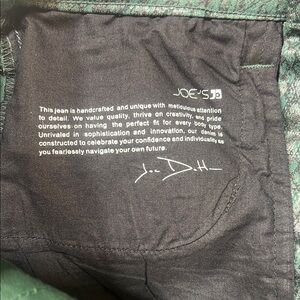 JOE'S
This jean is handcrafted and unique with meticulous attention
to detail. We value quality, thrive on creativity, and pride
ourselves on having the perfect fit for every body type.
Unrivaled in sophistication and innovation, our denim is
constructed to celebrate your confidence and individuality as
you fearlessly navigate your own future.
Joe